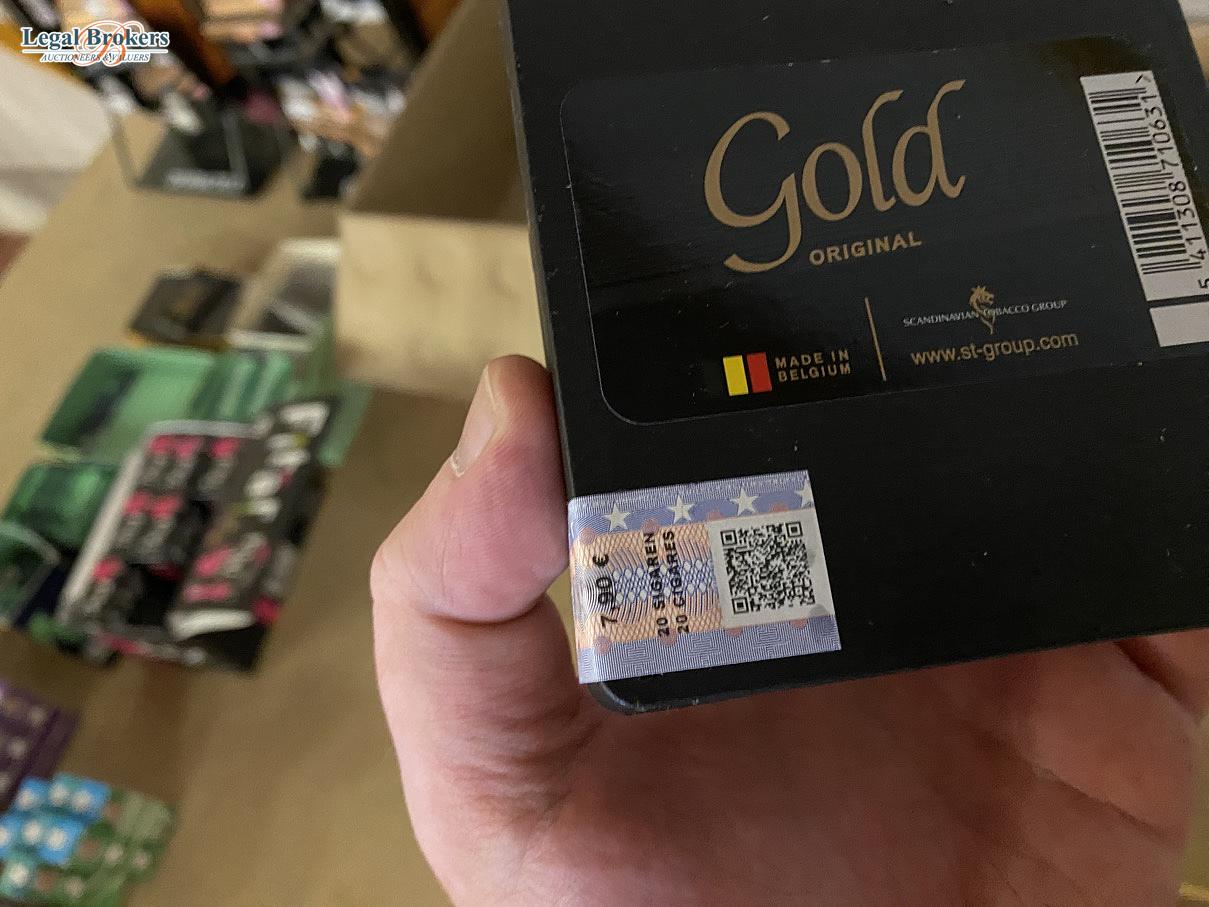 Legal Brokers
AUCTIONEERS & VALUERS
Gold
ORIGINAL
MADE IN
BELGIUM
SCANDINAVIAN TOBACCO GROUP
www.st-group.com
5 411308 710631 >
7,90 €
20 SIGAREN
20 CIGARES